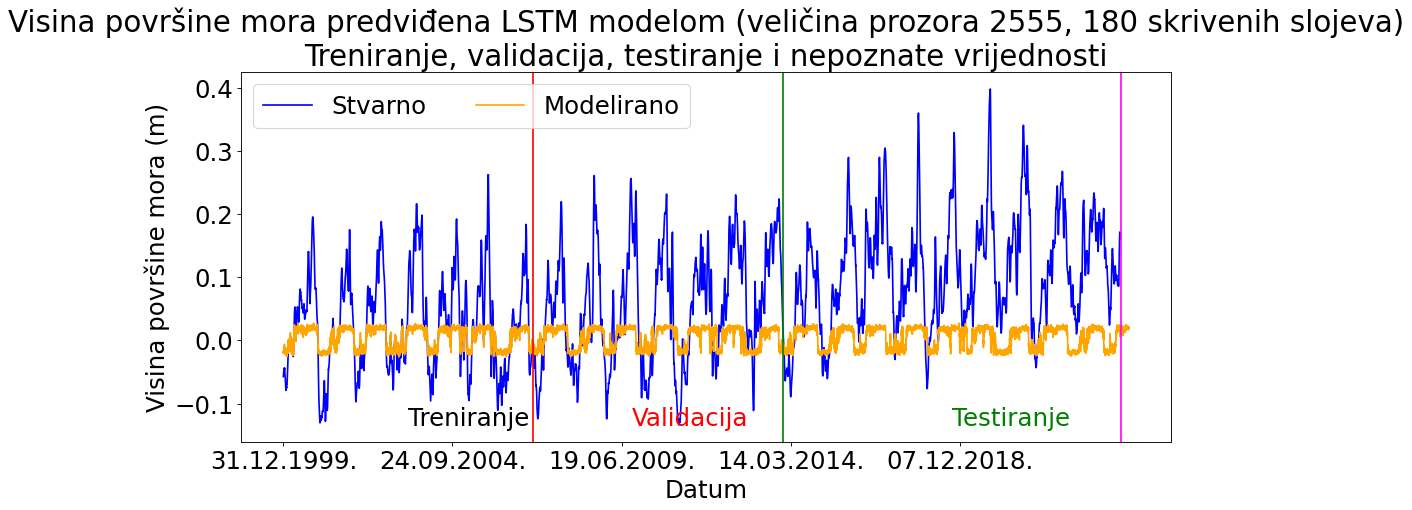 Visina površine mora predviđena LSTM modelom (veličina prozora 2555, 180 skrivenih slojeva)
Treniranje, validacija, testiranje i nepoznate vrijednosti
Stvarno
Modelirano
Visina površine mora (m)
0.4
0.3
0.2
0.1
0.0
−0.1
Treniranje
Validacija
Testiranje
31.12.1999.
24.09.2004.
19.06.2009.
14.03.2014.
07.12.2018.
Datum